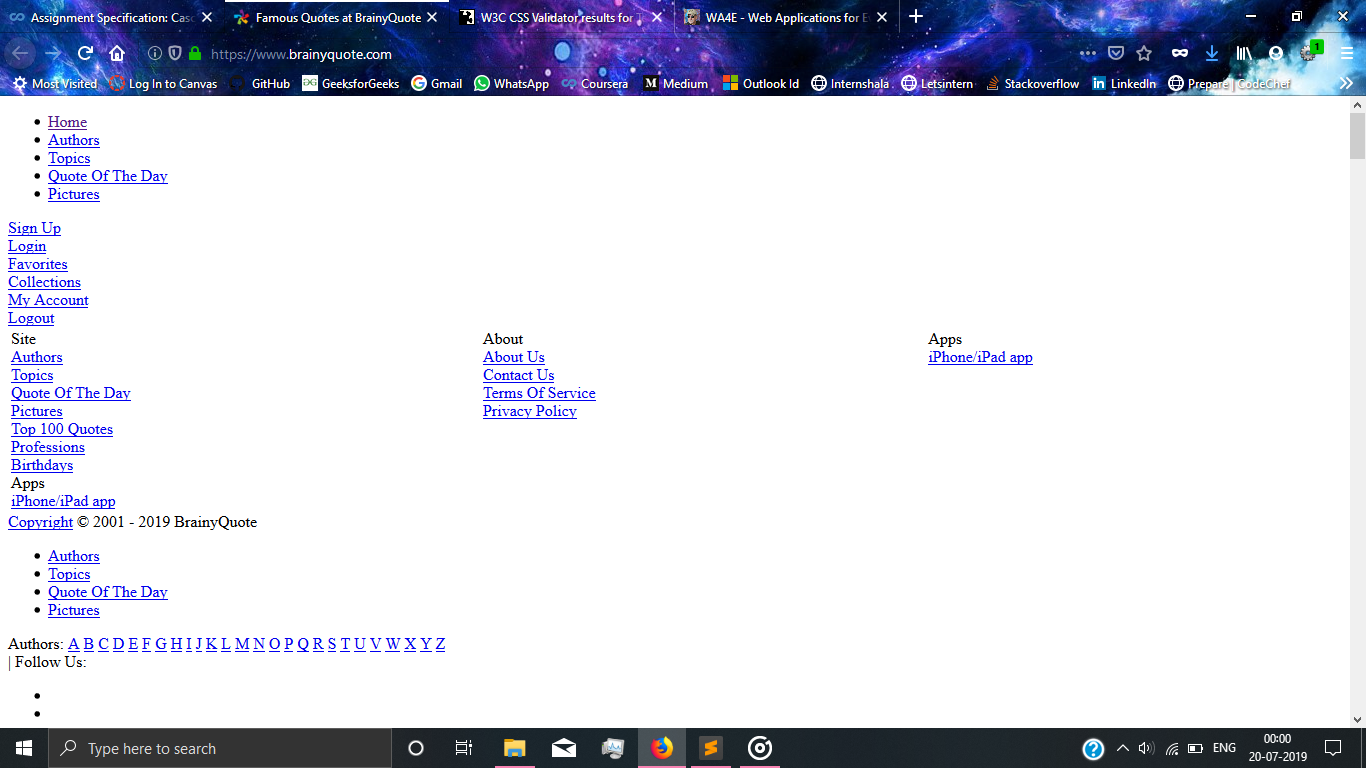 Assignment Specification: Casc
Famous Quotes at BrainyQuote
W3C CSS Validator results for
WA4E - Web Applications for E
https://www.brainyquote.com
1
Most Visited Log In to Canvas GitHub GeeksforGeeks Gmail WhatsApp Coursera Medium Outlook Id Internshala Letsintern Stackoverflow LinkedIn Prepare | CodeChef
Home
Authors
Topics
Quote Of The Day
Pictures
Sign Up
Login
Favorites
Collections
My Account
Logout
Site
Authors
Topics
Quote Of The Day
Pictures
Top 100 Quotes
Professions
Birthdays
Apps
iPhone/iPad app
About
About Us
Contact Us
Terms Of Service
Privacy Policy
Apps
iPhone/iPad app
Copyright © 2001 - 2019 BrainyQuote
Authors
Topics
Quote Of The Day
Pictures
Authors: A B C D E F G H I J K L M N O P Q R S T U V W X Y Z
| Follow Us:
Type here to search
ENG
00:00
20-07-2019